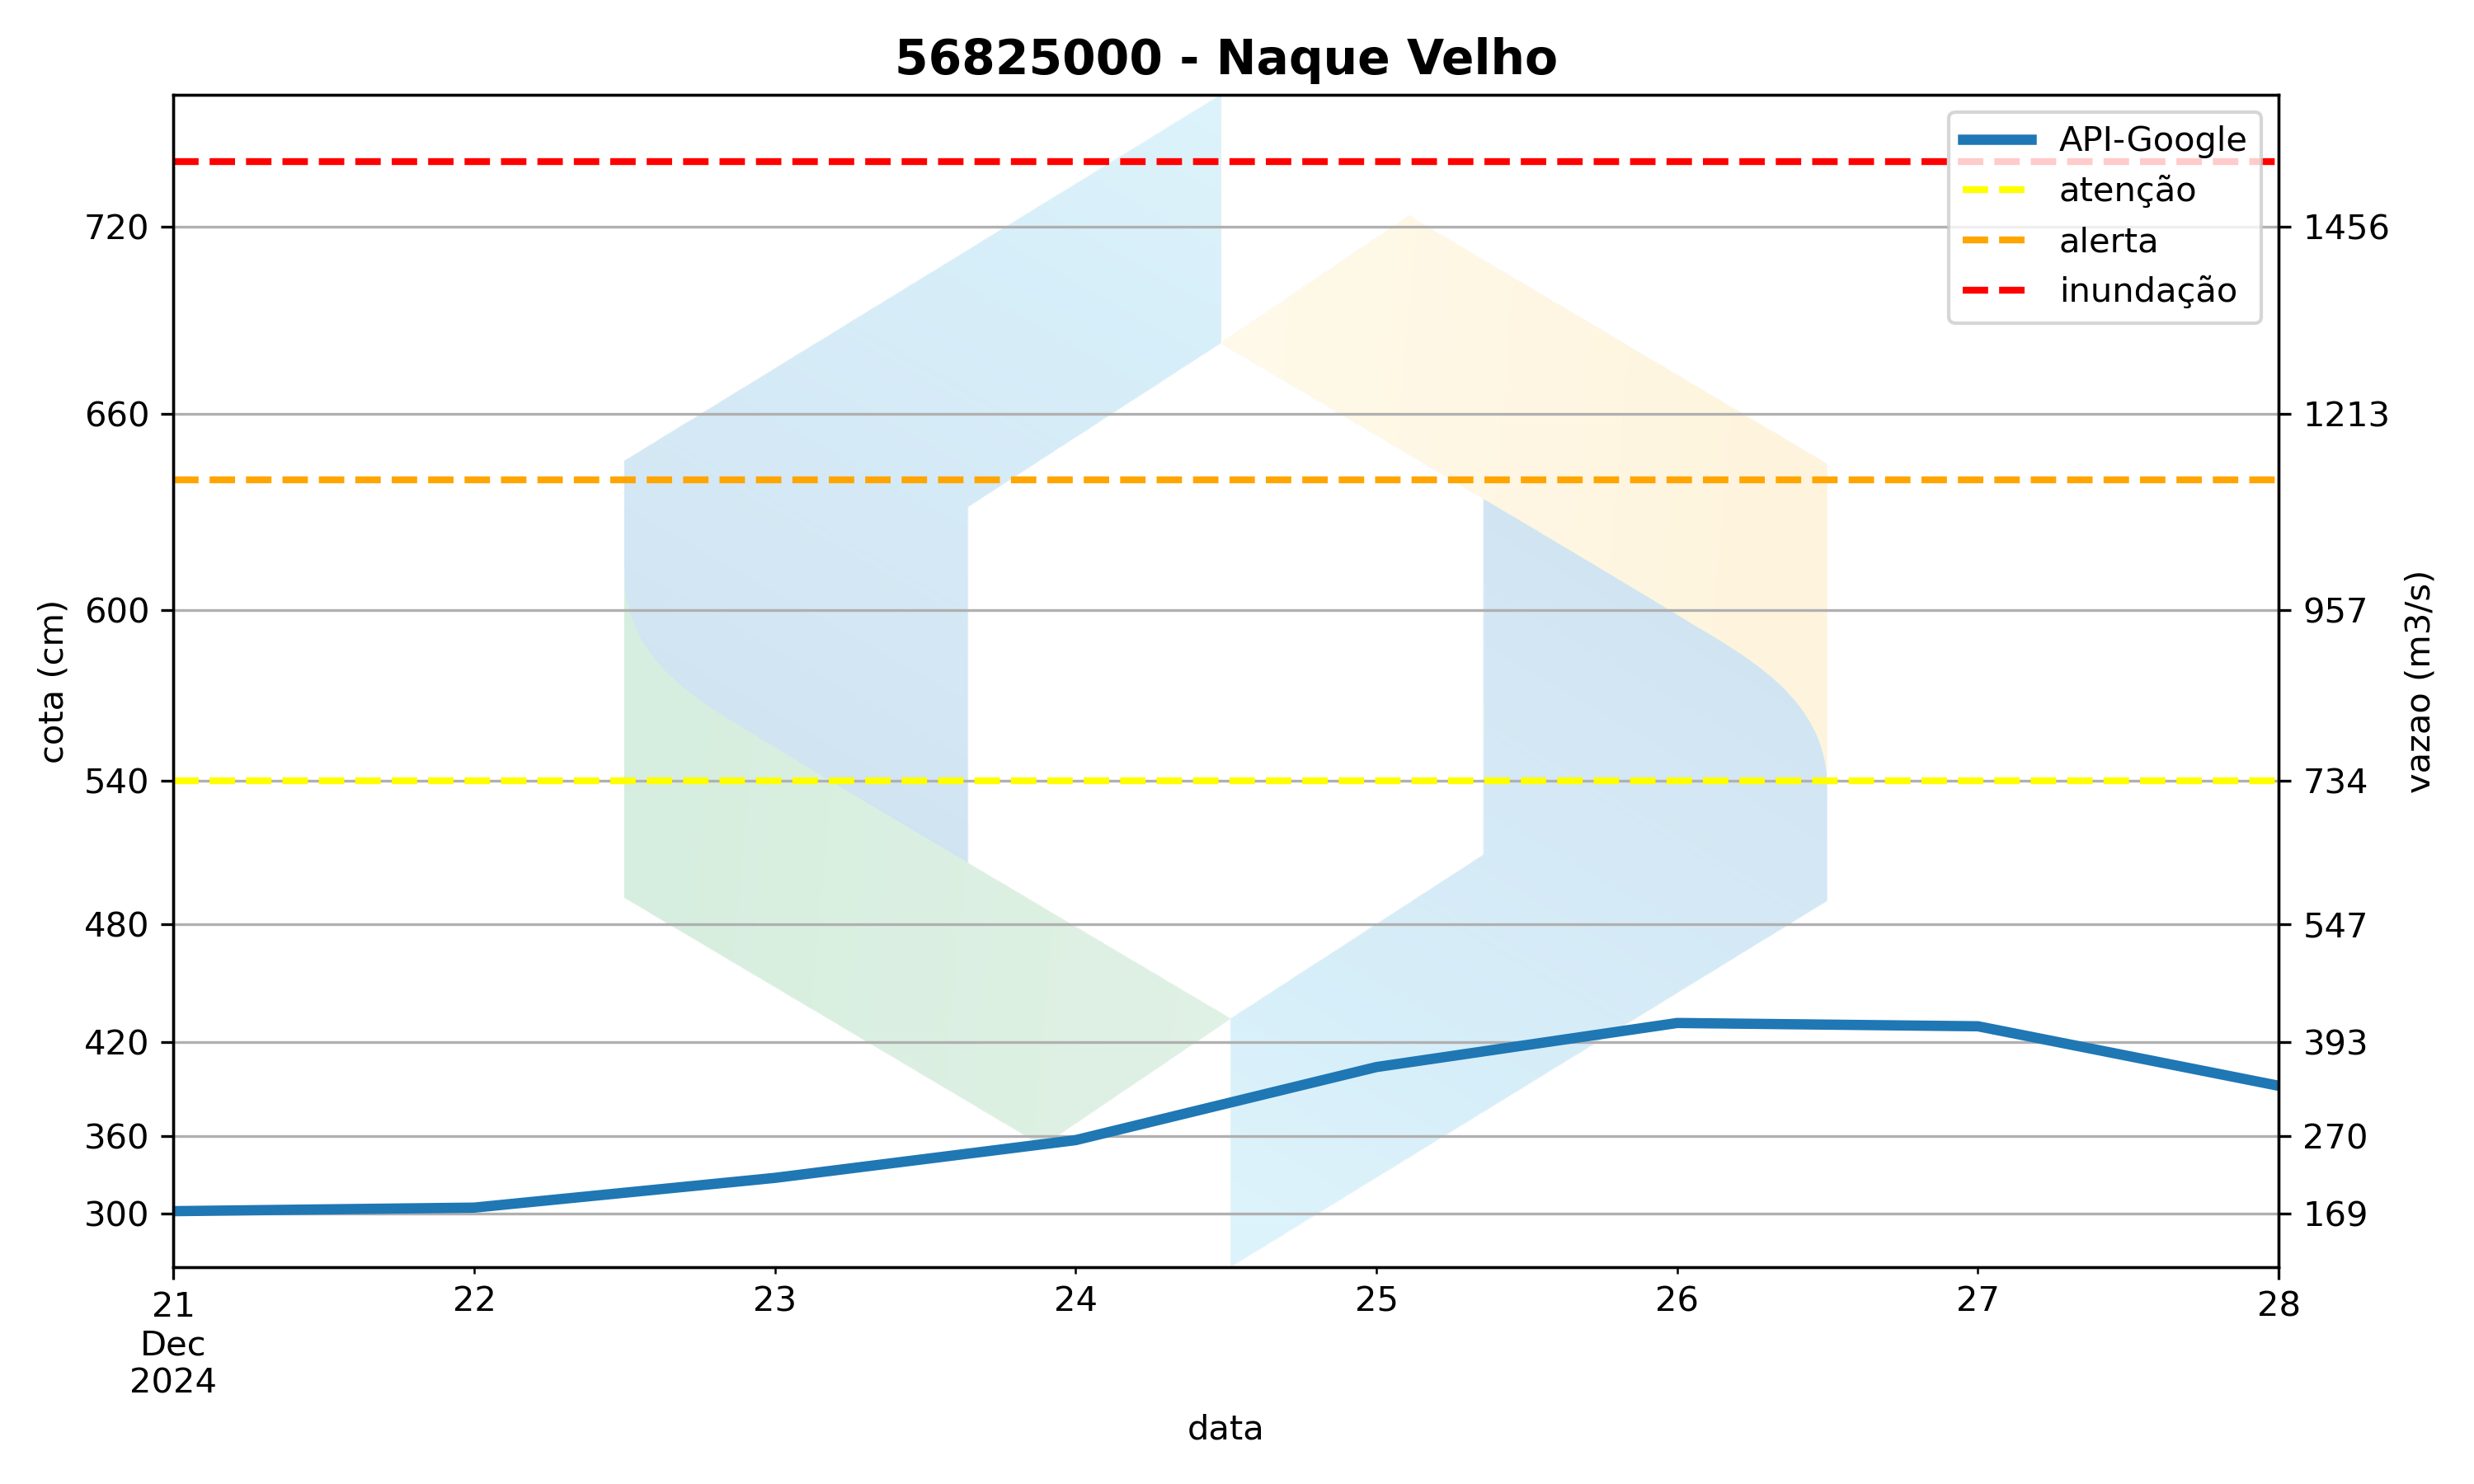 56825000 - Naque Velho
API-Google
atenção
alerta
inundação
cota (cm)
720
660
600
540
480
420
360
300
1456
1213
957
734
547
393
270
169
vazao (m3/s)
21 22 23 24 25 26 27 28
Dec
2024
data